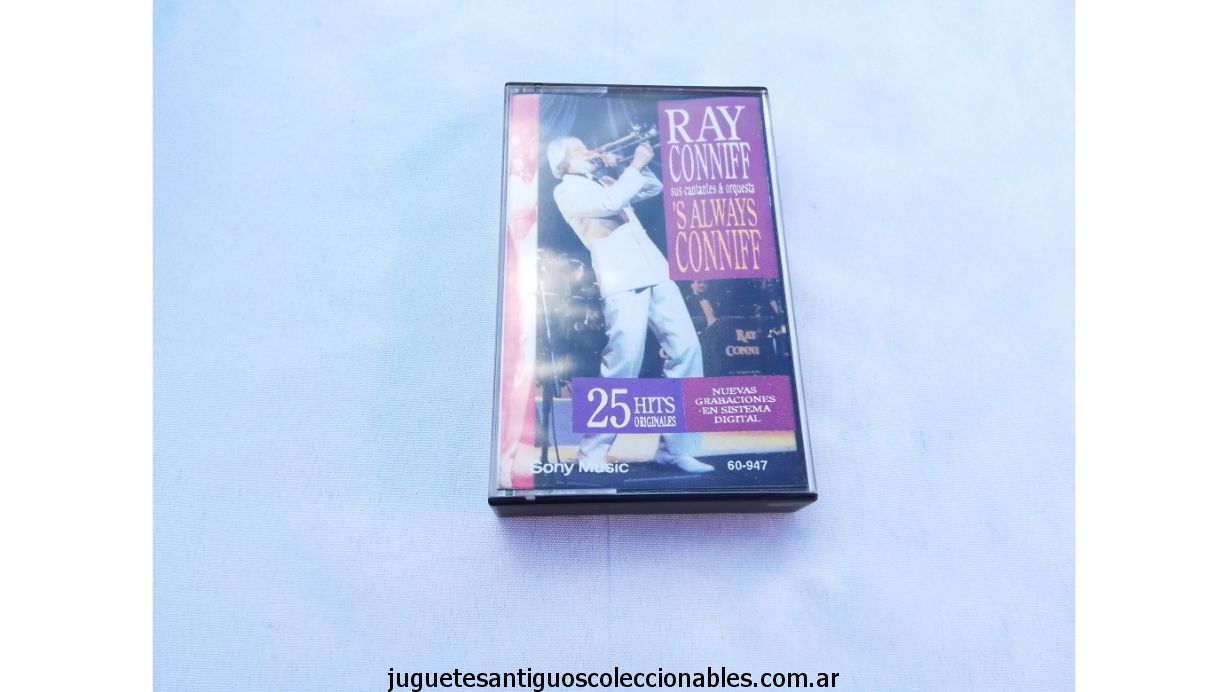 RAY
CONNIFF
sus cantantes & orquesta
'S ALWAYS
CONNIFF
RAY
CONNI
25 HITS
ORIGINALES
NUEVAS
GRABACIONES
EN SISTEMA
DIGITAL
Sony Music
60-947
juguetesantiguoscoleccionables.com.ar